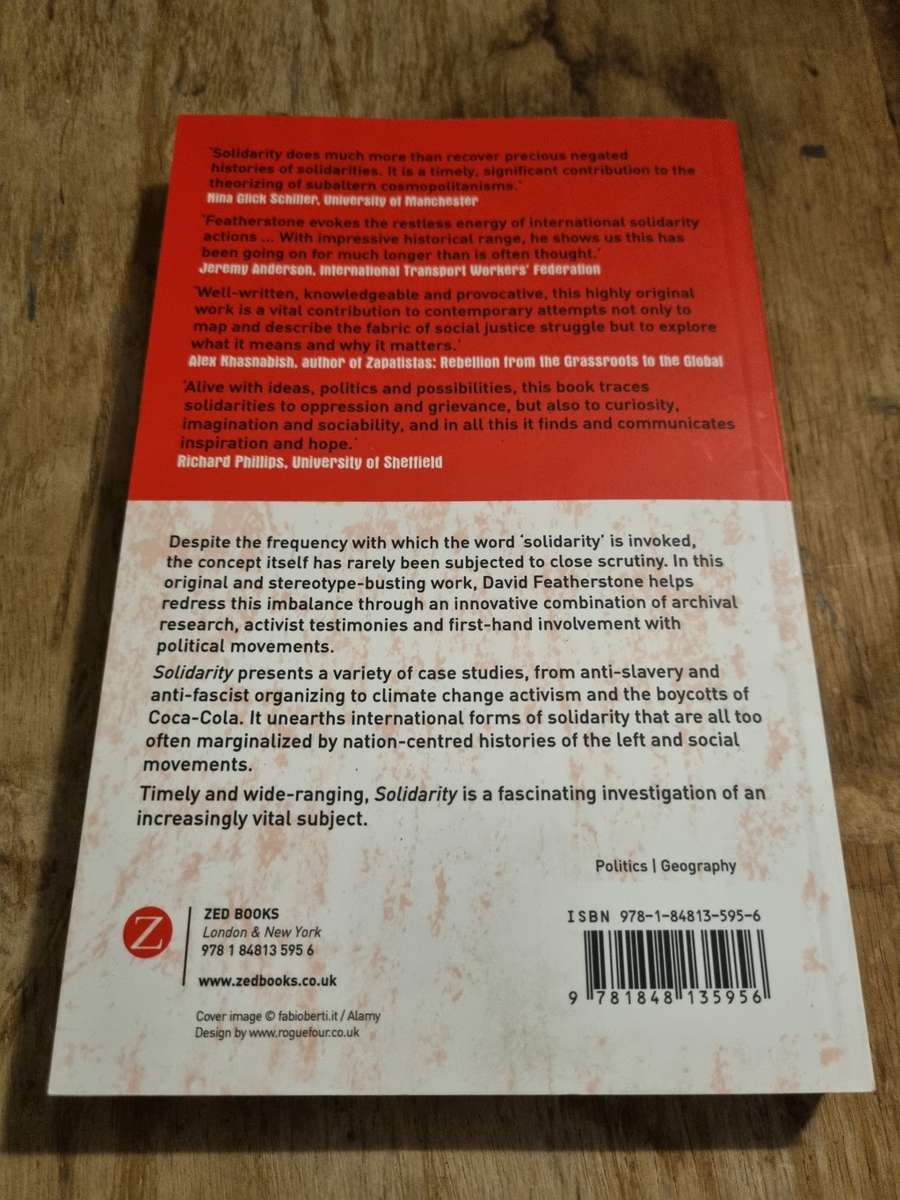 'Solidarity does much more than recover precious negated
histories of solidarities. It is a timely, significant contribution to the
theorizing of subaltern cosmopolitanisms.'
Nina Glick Schiller, University of Manchester
'Featherstone evokes the restless energy of international solidarity
actions ... With impressive historical range, he shows us this has
been going on for much longer than is often thought.'
Jeremy Anderson, International Transport Workers' Federation
'Well-written, knowledgeable and provocative, this highly original
work is a vital contribution to contemporary attempts not only to
map and describe the fabric of social justice struggle but to explore
what it means and why it matters.'
Alex Khasnabish, author of Zapatistas: Rebellion from the Grassroots to the Global
'Alive with ideas, politics and possibilities, this book traces
solidarities to oppression and grievance, but also to curiosity,
imagination and sociability, and in all this it finds and communicates
inspiration and hope.'
Richard Phillips, University of Sheffield
Despite the frequency with which the word 'solidarity' is invoked,
the concept itself has rarely been subjected to close scrutiny. In this
original and stereotype-busting work, David Featherstone helps
redress this imbalance through an innovative combination of archival
research, activist testimonies and first-hand involvement with
political movements.
Solidarity presents a variety of case studies, from anti-slavery and
anti-fascist organizing to climate change activism and the boycotts of
Coca-Cola. It unearths international forms of solidarity that are all too
often marginalized by nation-centred histories of the left and social
movements.
Timely and wide-ranging, Solidarity is a fascinating investigation of an
increasingly vital subject.
Politics | Geography
Z
ZED BOOKS
London & New York
978 1 84813 595 6
www.zedbooks.co.uk
Cover image © fabioberti.it / Alamy
Design by www.roguefour.co.uk
ISBN 978-1-84813-595-6
9 781848 135956